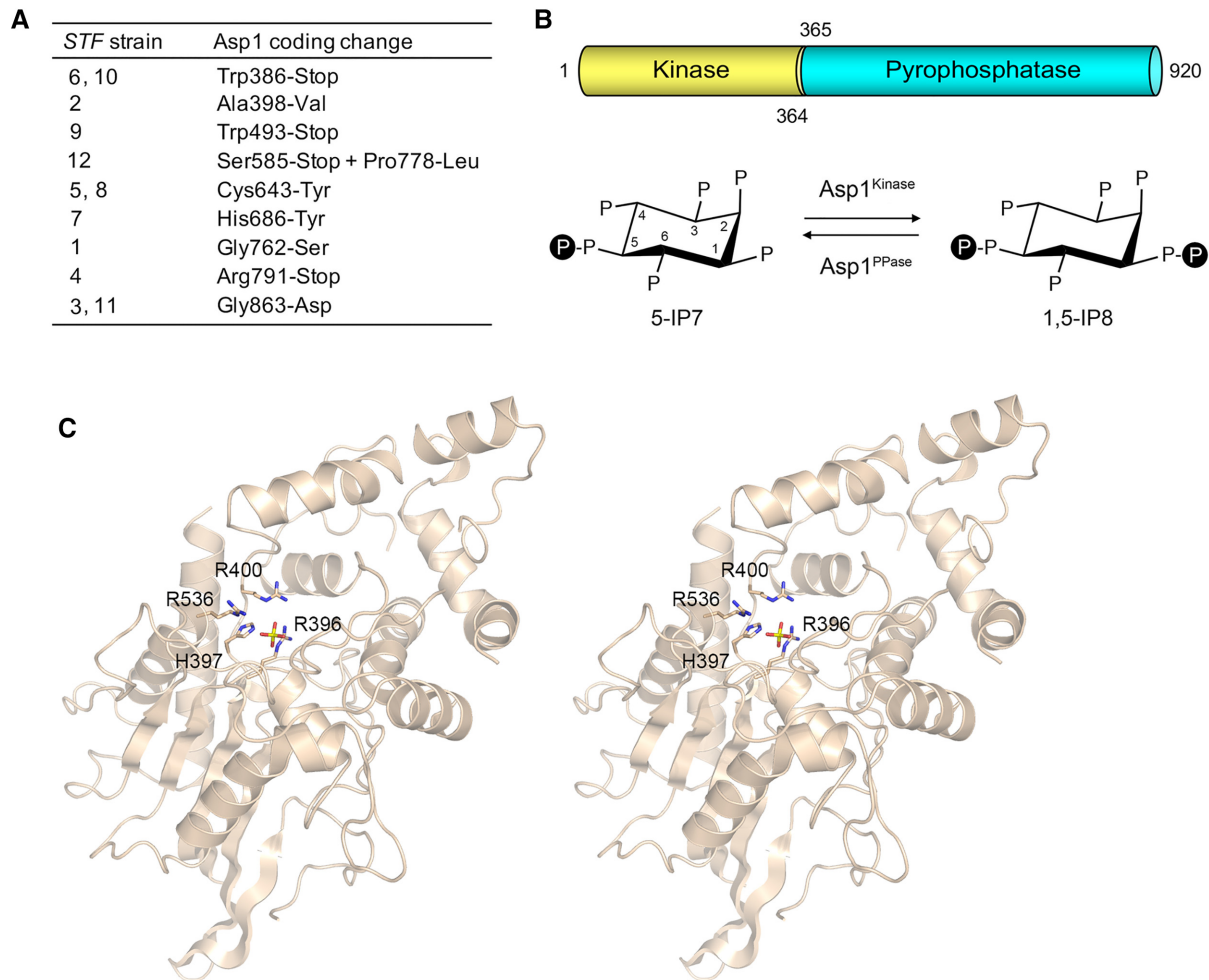 A
STF strain Asp1 coding change
6, 10 Trp386-Stop
2 Ala398-Val
9 Trp493-Stop
12 Ser585-Stop + Pro778-Leu
5, 8 Cys643-Tyr
7 His686-Tyr
1 Gly762-Ser
4 Arg791-Stop
3, 11 Gly863-Asp
B
365
1 Kinase Pyrophosphatase 920
364
P P P P P-P P
4 3 2 5 6 1
5-IP7
Asp1Kinase
Asp1PPase
P P P P-P P P-P
1,5-IP8
C
R400
R536
R396
H397
R400
R536
R396
H397